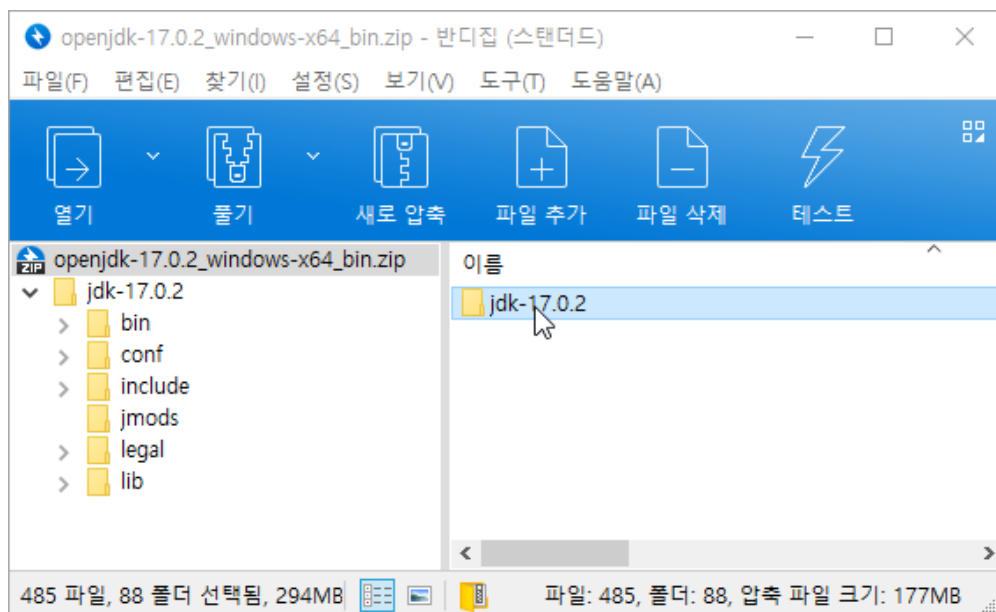 openjdk-17.0.2_windows-x64_bin.zip - 반디집 (스탠더드)
파일(F) 편집(E) 찾기(I) 설정(S) 보기(V) 도구(T) 도움말(A)
열기 풀기 새로 압축 파일 추가 파일 삭제 테스트
ZIP openjdk-17.0.2_windows-x64_bin.zip
jdk-17.0.2
bin
conf
include
jmods
legal
lib
이름
jdk-17.0.2
485 파일, 88 폴더 선택됨, 294MB 파일: 485, 폴더: 88, 압축 파일 크기: 177MB